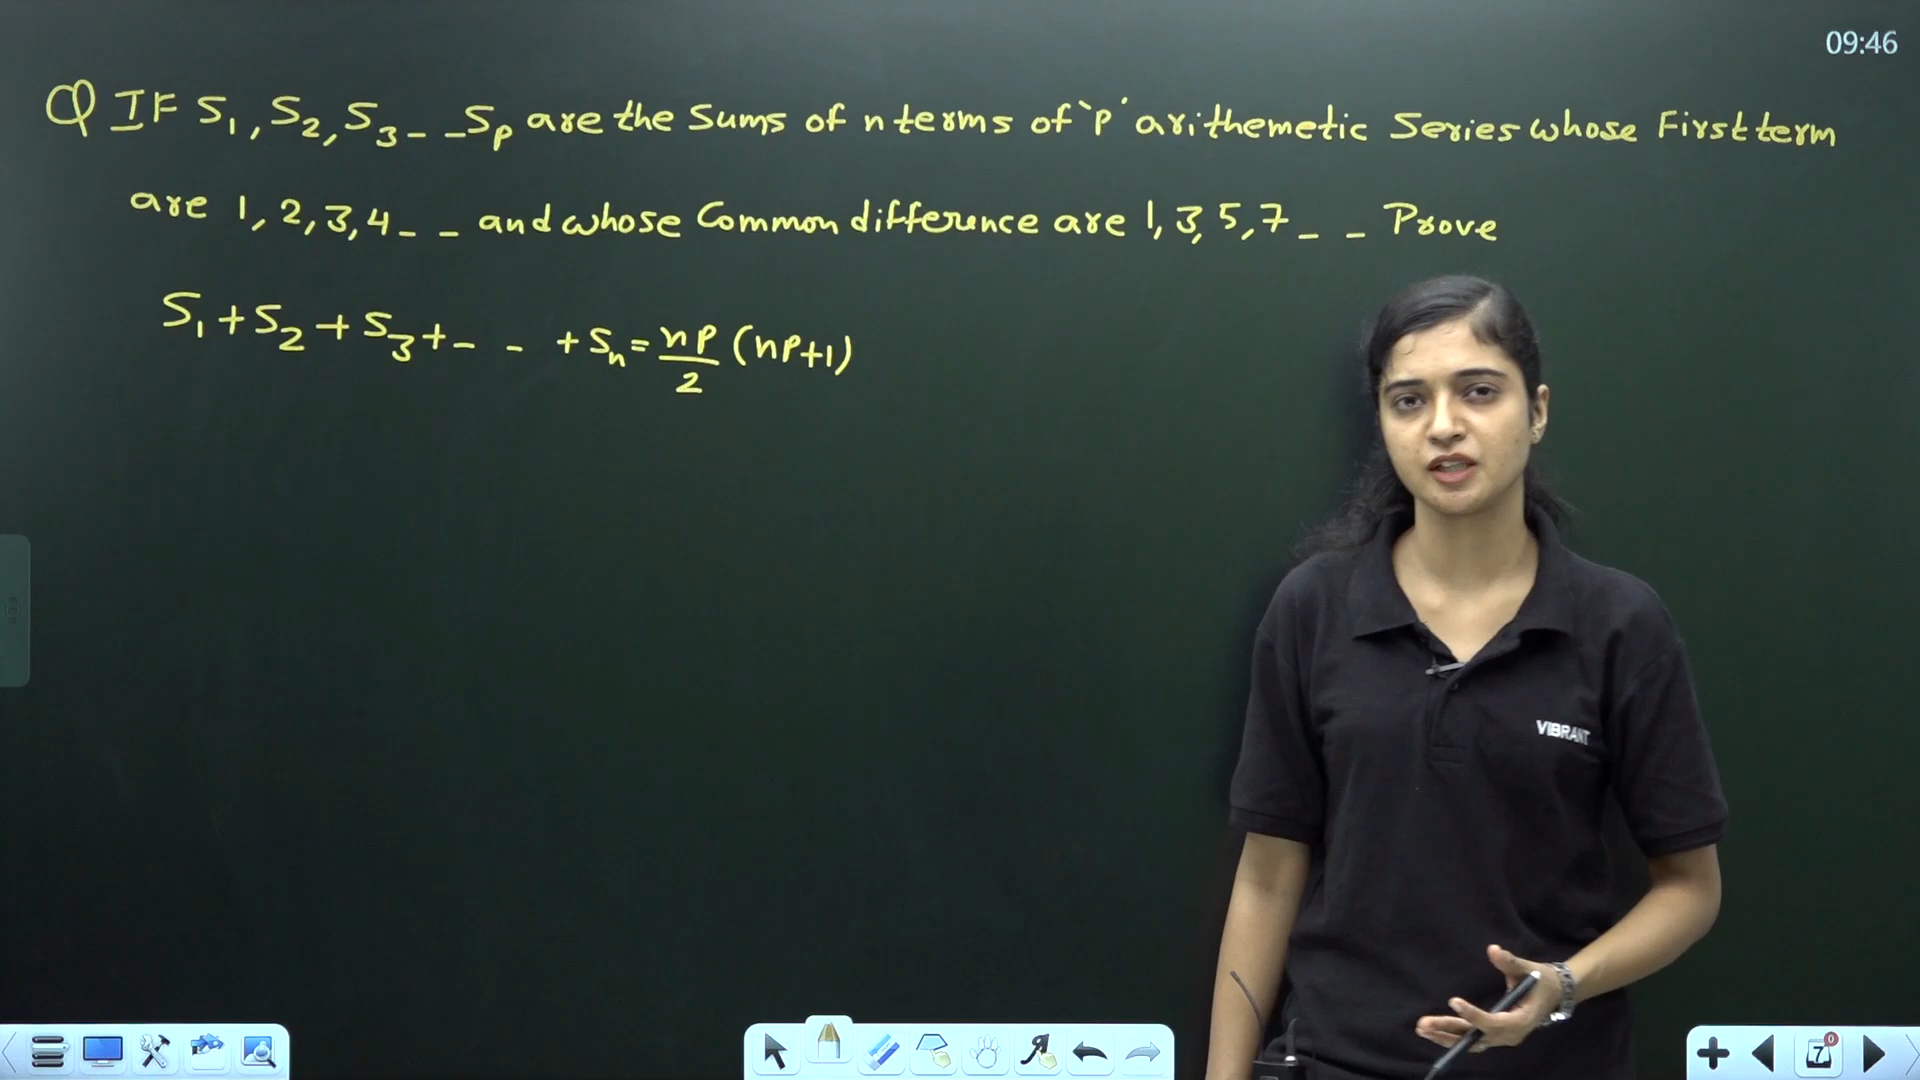 09:46
Q IF S1, S2, S3 - - Sp are the Sums of n terms of 'P' arithemetic Series whose First term
are 1, 2, 3, 4 - - and whose Common difference are 1, 3, 5, 7 - - Prove
S1 + S2 + S3 + - - + Sn = nP/2 (nP+1)
VIBRANT
7
0